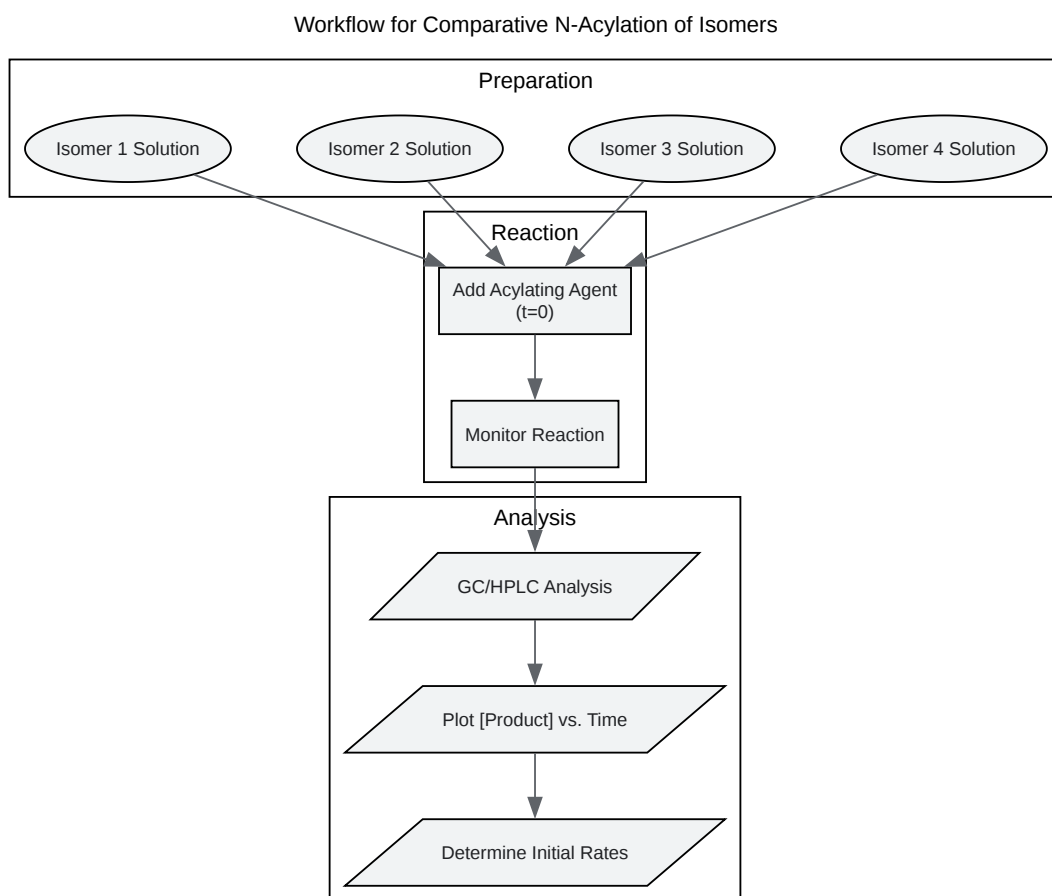 Workflow for Comparative N-Acylation of Isomers
Preparation
Isomer 1 Solution
Isomer 2 Solution
Isomer 3 Solution
Isomer 4 Solution
Reaction
Add Acylating Agent
(t=0)
Monitor Reaction
Analysis
GC/HPLC Analysis
Plot [Product] vs. Time
Determine Initial Rates